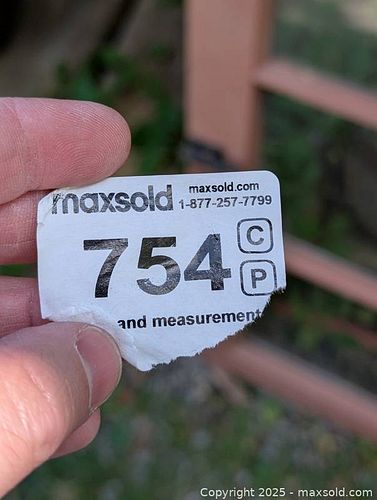 maxsold maxsold.com
1-877-257-7799
754 C
P
and measurement
Copyright © 2025 - maxsold.com